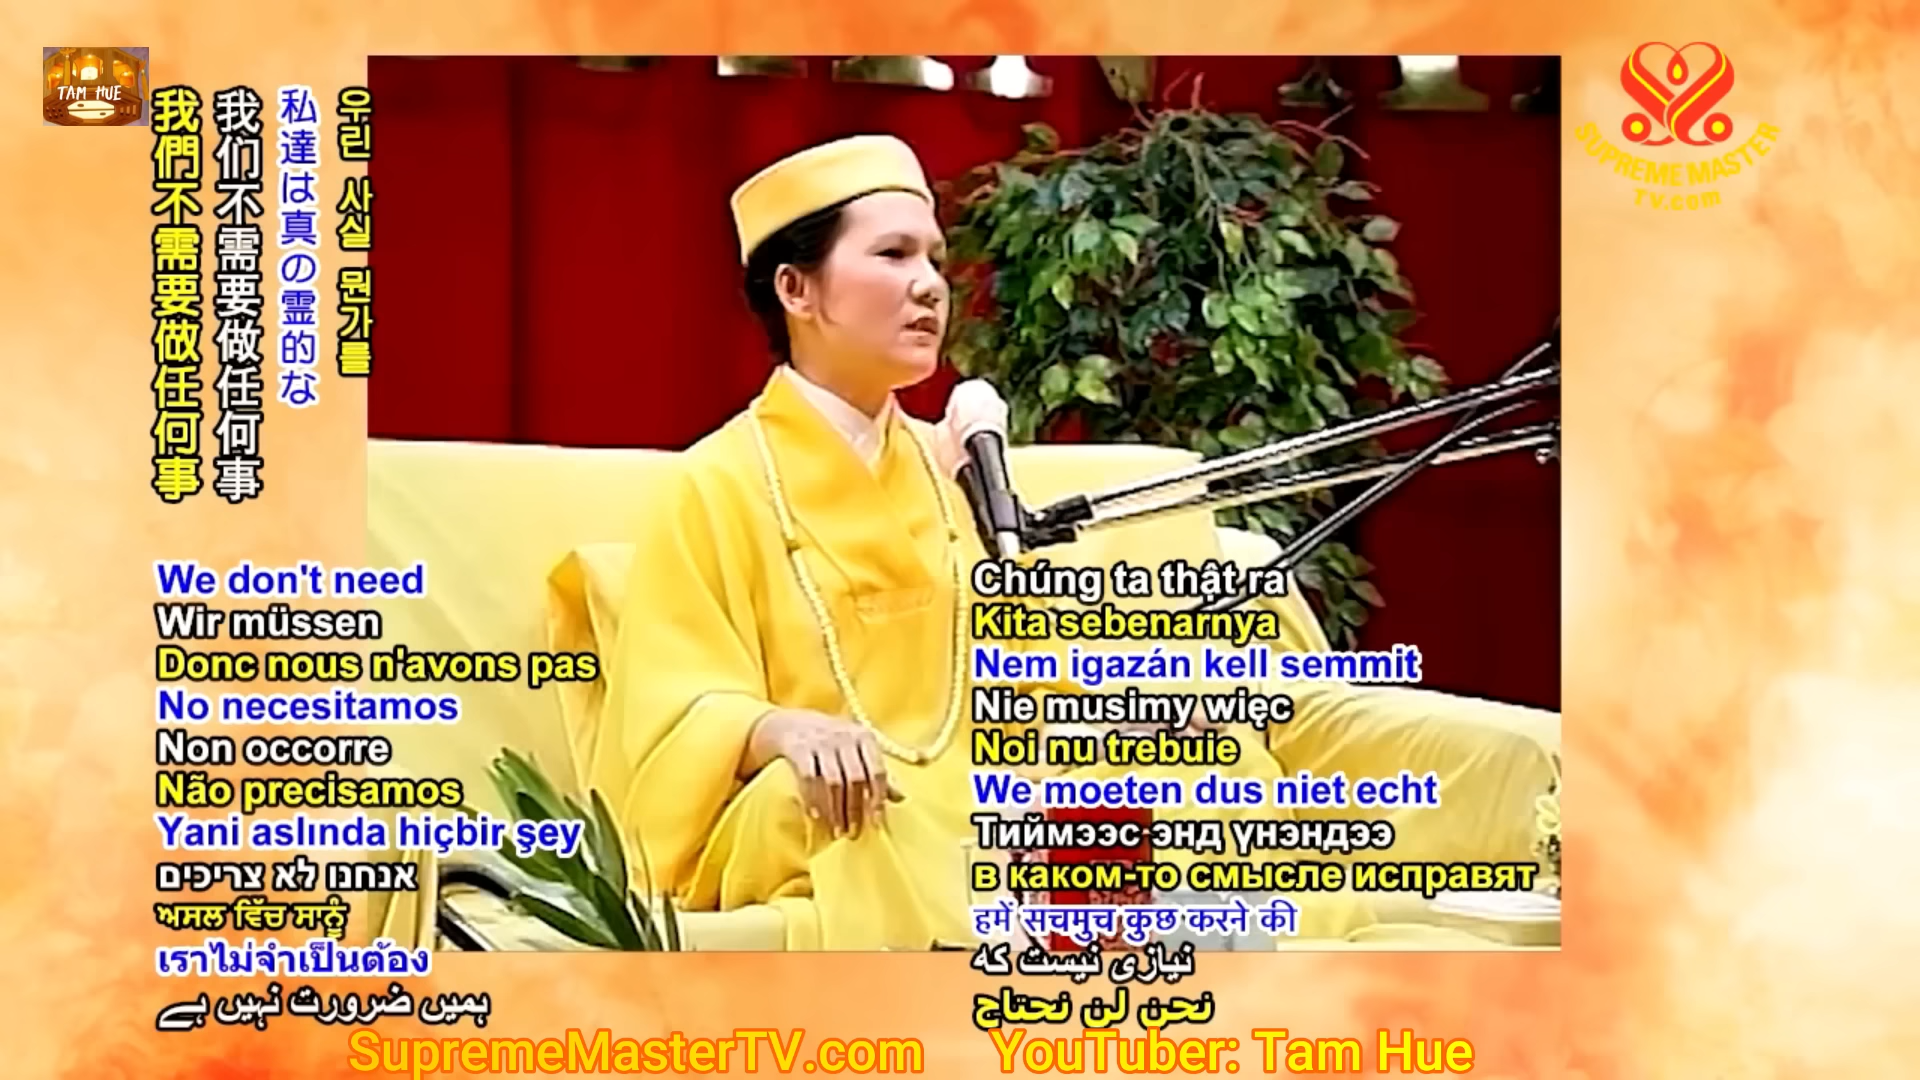 TAM HUE
我們不需要做任何事
我们不需要做任何事
私達は真の霊的な
우린 사실 뭔가를
SUPREME MASTER
TV.com
We don't need
Wir müssen
Donc nous n'avons pas
No necesitamos
Non occorre
Não precisamos
Yani aslında hiçbir şey
אנחנו לא צריכים
ਅਸਲ ਵਿੱਚ ਸਾਨੂੰ
เราไม่จำเป็นต้อง
ہمیں ضرورت نہیں ہے
Chúng ta thật ra
Kita sebenarnya
Nem igazán kell semmit
Nie musimy więc
Noi nu trebuie
We moeten dus niet echt
Тиймээс энд үнэндээ
в каком-то смысле исправят
हमें सचमुच कुछ करने की
نیازی نیست که
نحن لن نحتاج
SupremeMasterTV.com YouTuber: Tam Hue